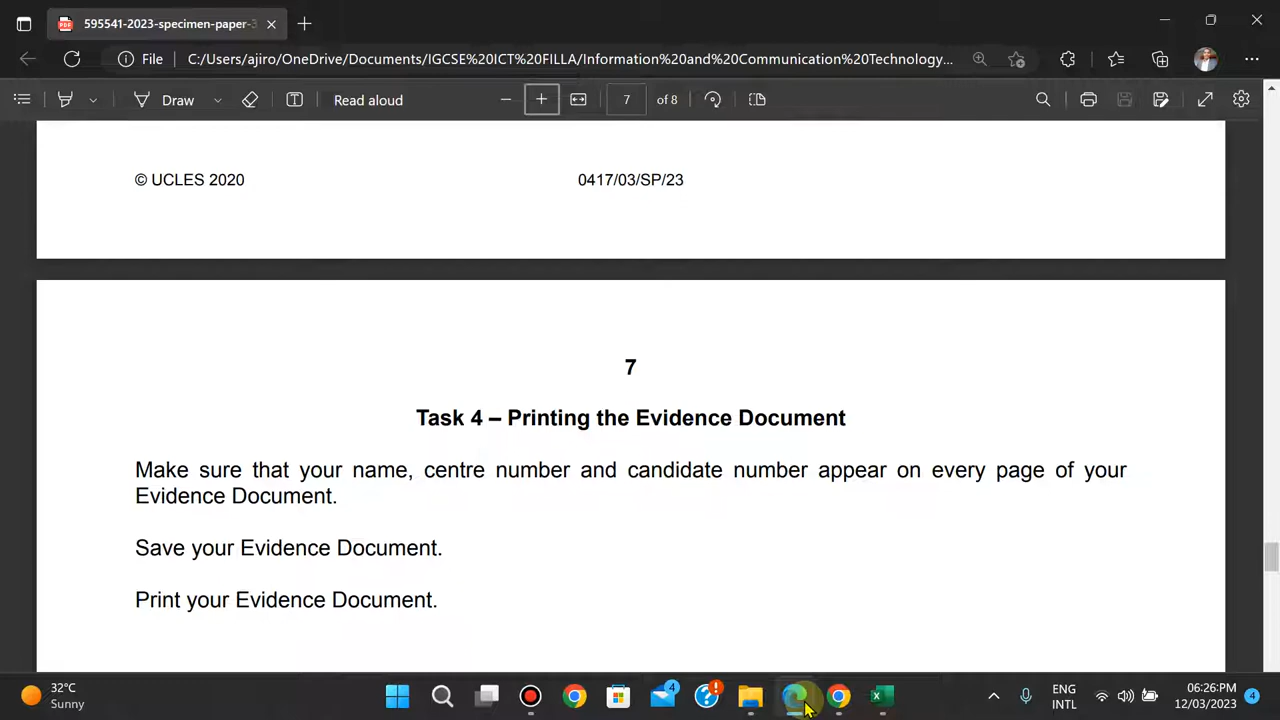 595541-2023-specimen-paper-3
File
C:/Users/ajiro/OneDrive/Documents/IGCSE%20ICT%20FILLA/Information%20and%20Communication%20Technology...
Draw
Read aloud
7
of 8
© UCLES 2020
0417/03/SP/23
7
Task 4 – Printing the Evidence Document
Make sure that your name, centre number and candidate number appear on every page of your
Evidence Document.
Save your Evidence Document.
Print your Evidence Document.
32°C
Sunny
4
ENG
INTL
06:26:PM
12/03/2023
4